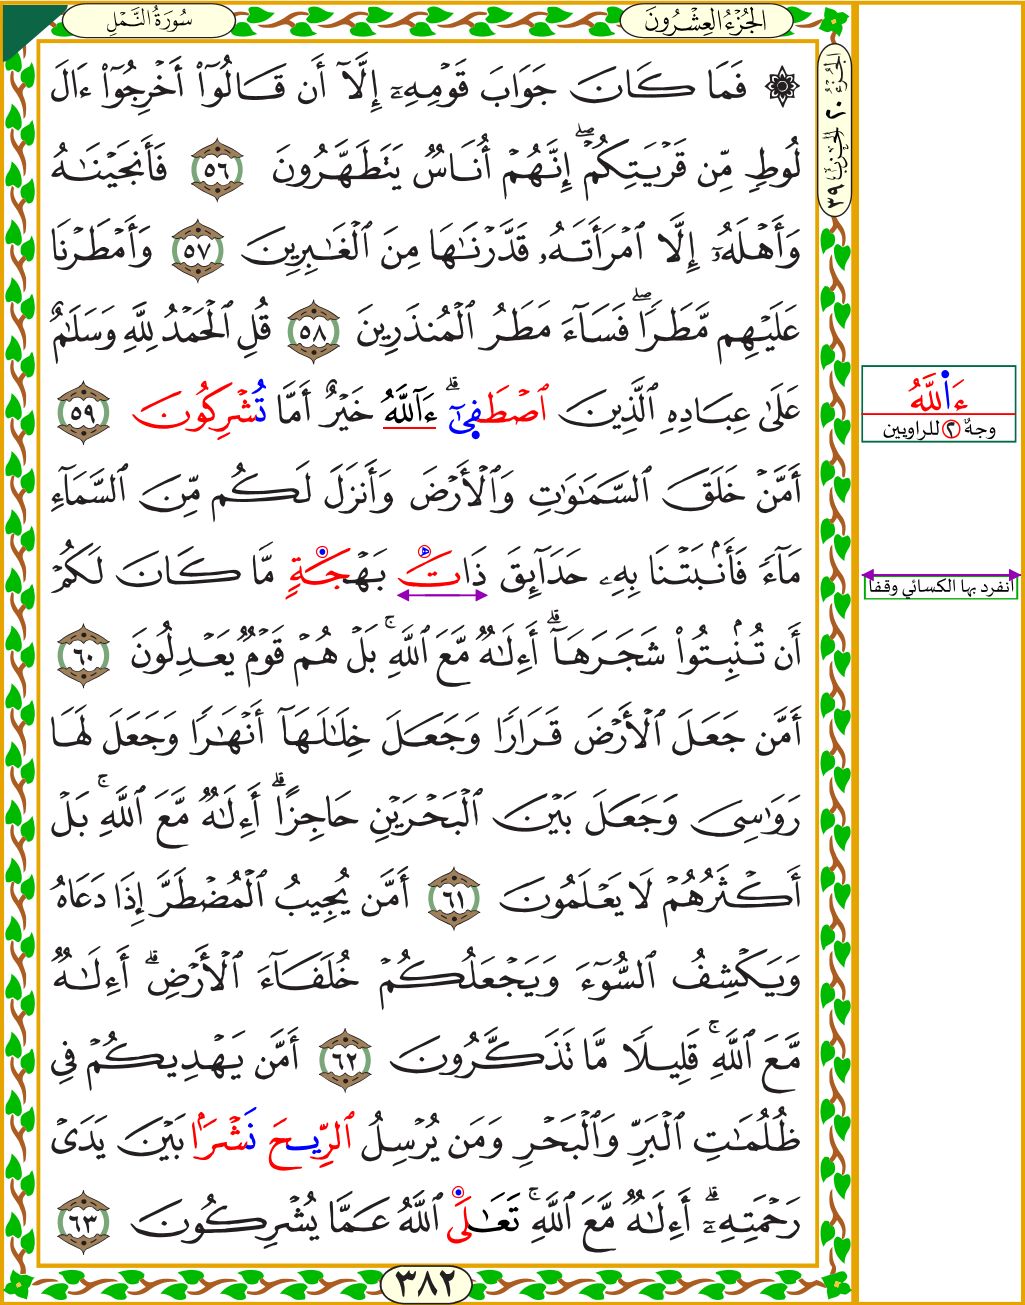 سُورَةُ النَّمْلِ
الجُزْءُ العِشْرُونَ
الجُزْءُ ٢٠ الحِزْبُ ٣٩
۞ فَمَا كَانَ جَوَابَ قَوْمِهِۦٓ إِلَّآ أَن قَالُوٓا۟ أَخْرِجُوٓا۟ ءَالَ
لُوطٍ مِّن قَرْيَتِكُمْ ۖ إِنَّهُمْ أُنَاسٌ يَتَطَهَّرُونَ ٥٦ فَأَنجَيْنَـٰهُ
وَأَهْلَهُۥٓ إِلَّا ٱمْرَأَتَهُۥ قَدَّرْنَـٰهَا مِنَ ٱلْغَـٰبِرِينَ ٥٧ وَأَمْطَرْنَا
عَلَيْهِم مَّطَرًا ۖ فَسَآءَ مَطَرُ ٱلْمُنذَرِينَ ٥٨ قُلِ ٱلْحَمْدُ لِلَّهِ وَسَلَـٰمٌ
عَلَىٰ عِبَادِهِ ٱلَّذِينَ ٱصْطَفِىٰٓ ۗ ءَآللَّهُ خَيْرٌ أَمَّا تُشْرِكُونَ ٥٩
أَمَّنْ خَلَقَ ٱلسَّمَـٰوَٰتِ وَٱلْأَرْضَ وَأَنزَلَ لَكُم مِّنَ ٱلسَّمَآءِ
مَآءً فَأَنۢبَتْنَا بِهِۦ حَدَآئِقَ ذَاتَ بَهْجَةٍ مَّا كَانَ لَكُمْ
أَن تُنۢبِتُوا۟ شَجَرَهَآ ۗ أَءِلَـٰهٌ مَّعَ ٱللَّهِ ۚ بَلْ هُمْ قَوْمٌ يَعْدِلُونَ ٦٠
أَمَّن جَعَلَ ٱلْأَرْضَ قَرَارًا وَجَعَلَ خِلَـٰلَهَآ أَنْهَـٰرًا وَجَعَلَ لَهَا
رَوَٰسِىَ وَجَعَلَ بَيْنَ ٱلْبَحْرَيْنِ حَاجِزًا ۗ أَءِلَـٰهٌ مَّعَ ٱللَّهِ ۚ بَلْ
أَكْثَرُهُمْ لَا يَعْلَمُونَ ٦١ أَمَّن يُجِيبُ ٱلْمُضْطَرَّ إِذَا دَعَاهُ
وَيَكْشِفُ ٱلسُّوٓءَ وَيَجْعَلُكُمْ خُلَفَآءَ ٱلْأَرْضِ ۗ أَءِلَـٰهٌ
مَّعَ ٱللَّهِ ۚ قَلِيلًا مَّا تَذَكَّرُونَ ٦٢ أَمَّن يَهْدِيكُمْ فِى
ظُلُمَـٰتِ ٱلْبَرِّ وَٱلْبَحْرِ وَمَن يُرْسِلُ ٱلرِّيحَ نَشْرًۢا بَيْنَ يَدَىْ
رَحْمَتِهِۦٓ ۗ أَءِلَـٰهٌ مَّعَ ٱللَّهِ ۚ تَعَـٰلَى ٱللَّهُ عَمَّا يُشْرِكُونَ ٦٣
ءَا۬للَّهُ
وجهٌ ٢ للراويين
انفرد بها الكسائي وقفا
٣٨٢